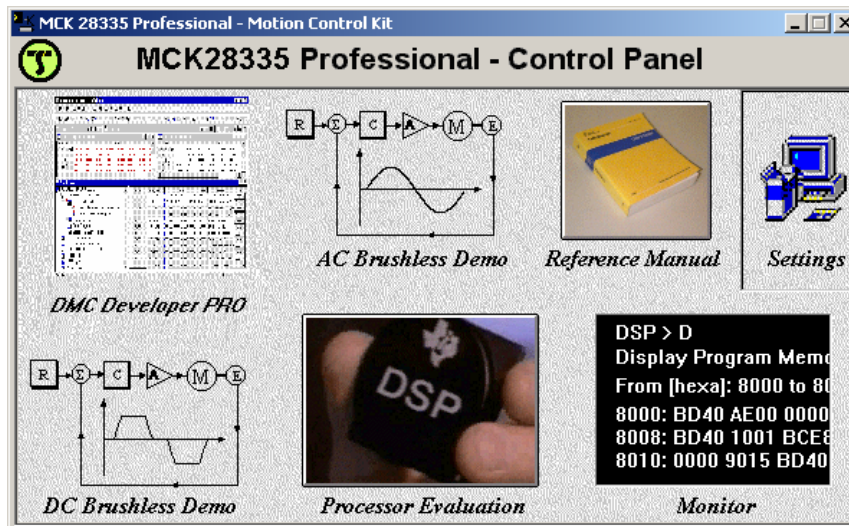 MCK 28335 Professional - Motion Control Kit
MCK28335 Professional - Control Panel
R Σ C A M E
AC Brushless Demo
Reference Manual
Settings
DMC Developer PRO
R Σ C A M E
DC Brushless Demo
DSP
Processor Evaluation
DSP > D
Display Program Memo
From [hexa]: 8000 to 80
8000: BD40 AE00 0000
8008: BD40 1001 BCE8
8010: 0000 9015 BD40
Monitor